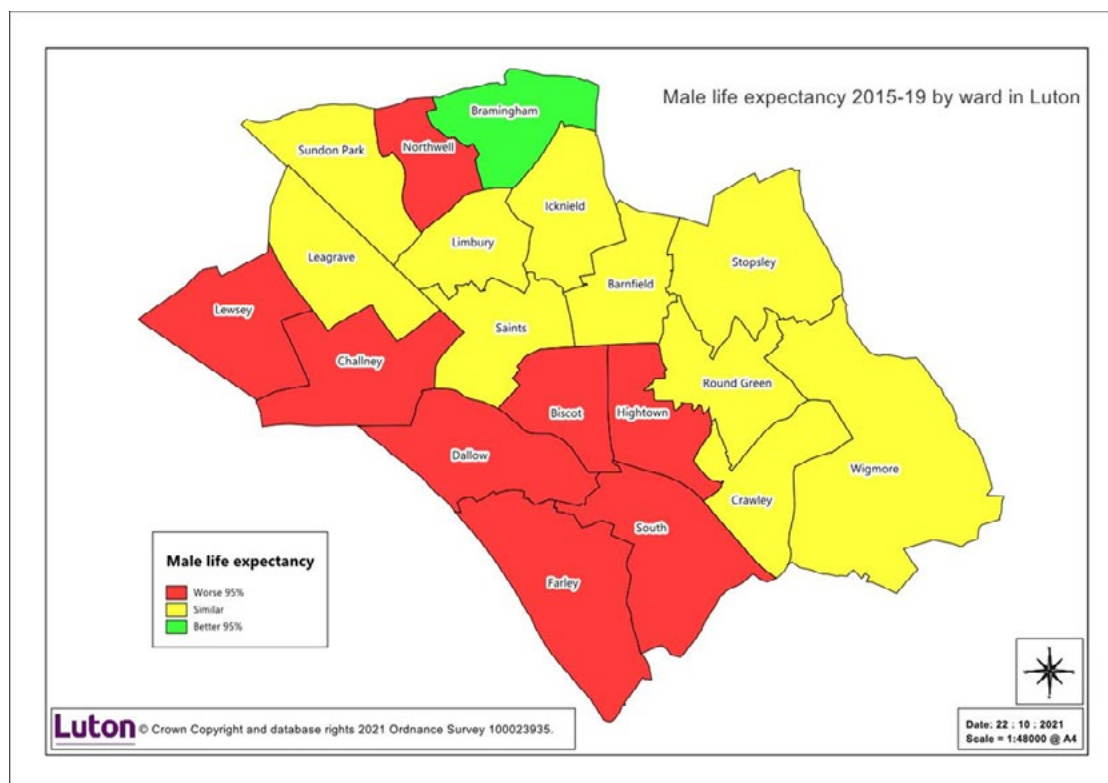 Male life expectancy 2015-19 by ward in Luton
Bramingham
Northwell
Sundon Park
Icknield
Limbury
Stopsley
Leagrave
Barnfield
Lewsey
Saints
Challney
Round Green
Biscot
Hightown
Dallow
Wigmore
Crawley
South
Farley
Male life expectancy
Worse 95%
Similar
Better 95%
Luton © Crown Copyright and database rights 2021 Ordnance Survey 100023935.
Date: 22 : 10 : 2021
Scale = 1:48000 @ A4